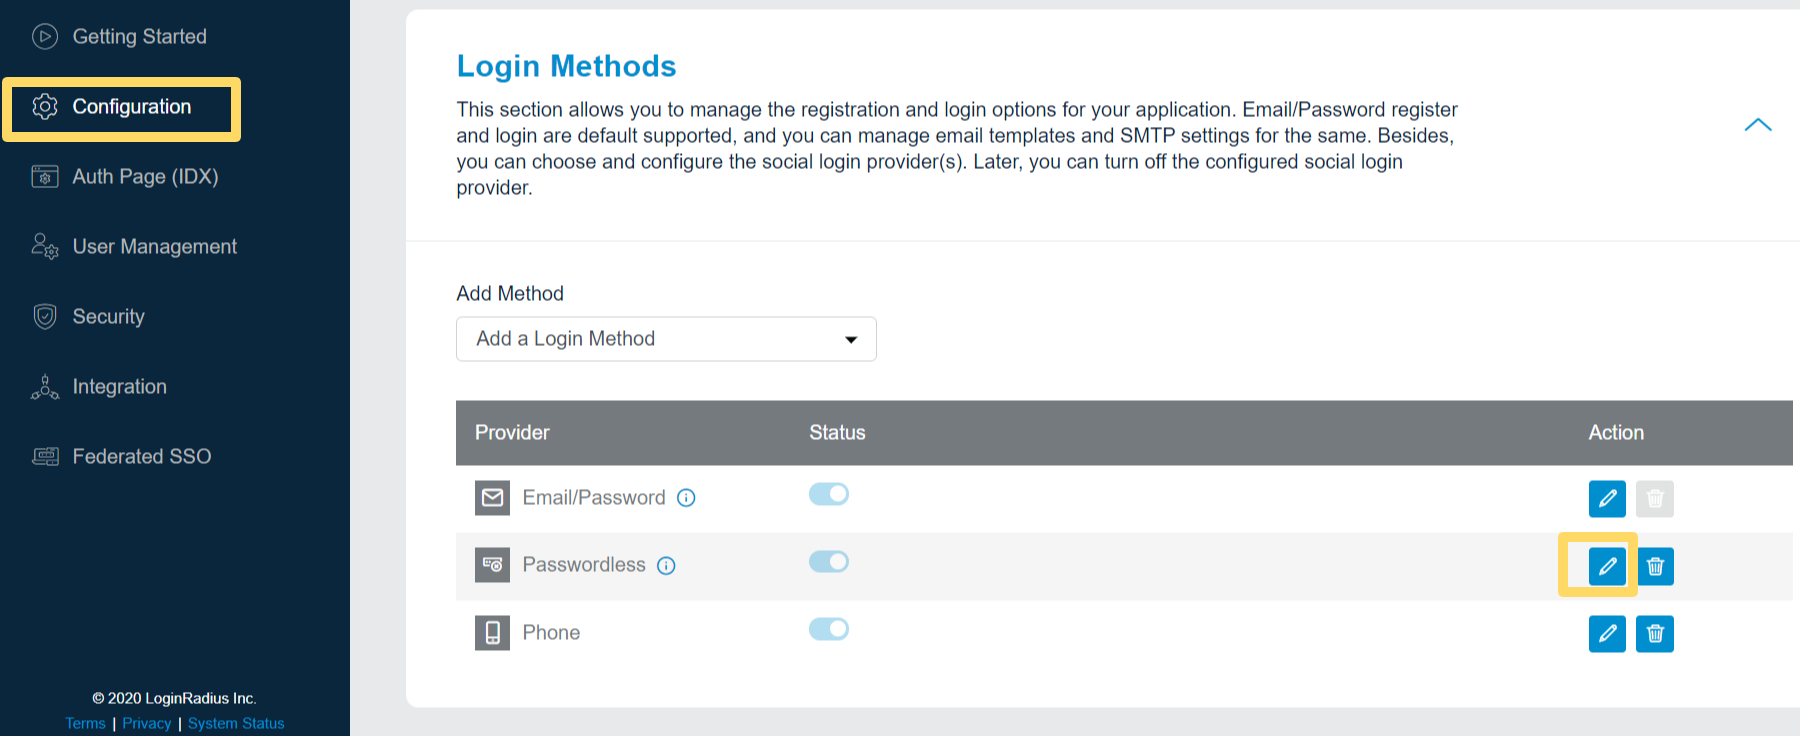 Getting Started
Configuration
Auth Page (IDX)
User Management
Security
Integration
Federated SSO
© 2020 LoginRadius Inc.
Terms | Privacy | System Status
Login Methods
This section allows you to manage the registration and login options for your application. Email/Password register
and login are default supported, and you can manage email templates and SMTP settings for the same. Besides,
you can choose and configure the social login provider(s). Later, you can turn off the configured social login
provider.
Add Method
Add a Login Method
Provider Status Action
Email/Password
Passwordless
Phone